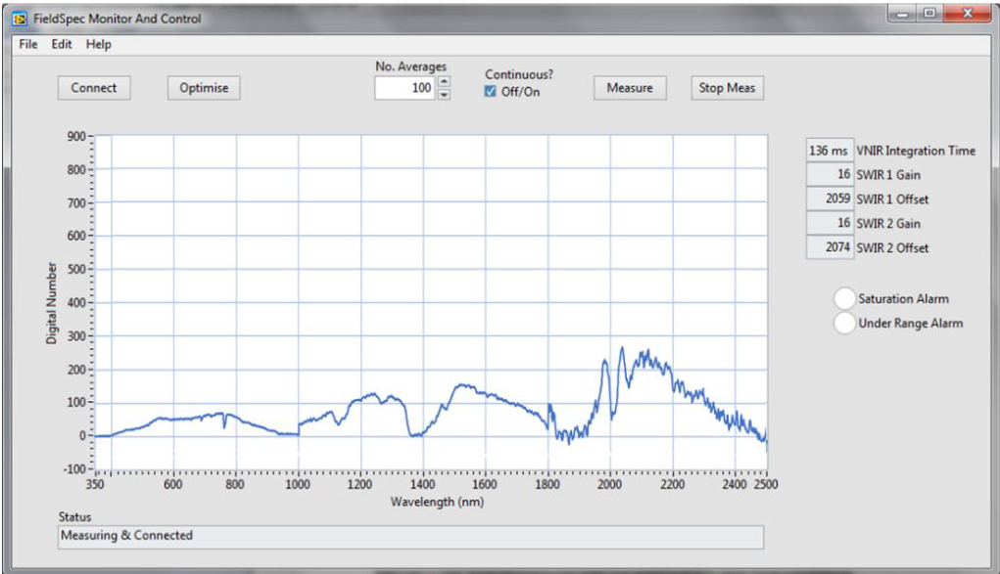 FieldSpec Monitor And Control
File Edit Help
Connect
Optimise
No. Averages
100
Continuous?
Off/On
Measure
Stop Meas
136 ms VNIR Integration Time
16 SWIR 1 Gain
2059 SWIR 1 Offset
16 SWIR 2 Gain
2074 SWIR 2 Offset
Saturation Alarm
Under Range Alarm
Digital Number
900
800
700
600
500
400
300
200
100
0
-100
350 600 800 1000 1200 1400 1600 1800 2000 2200 2400 2500
Wavelength (nm)
Status
Measuring & Connected